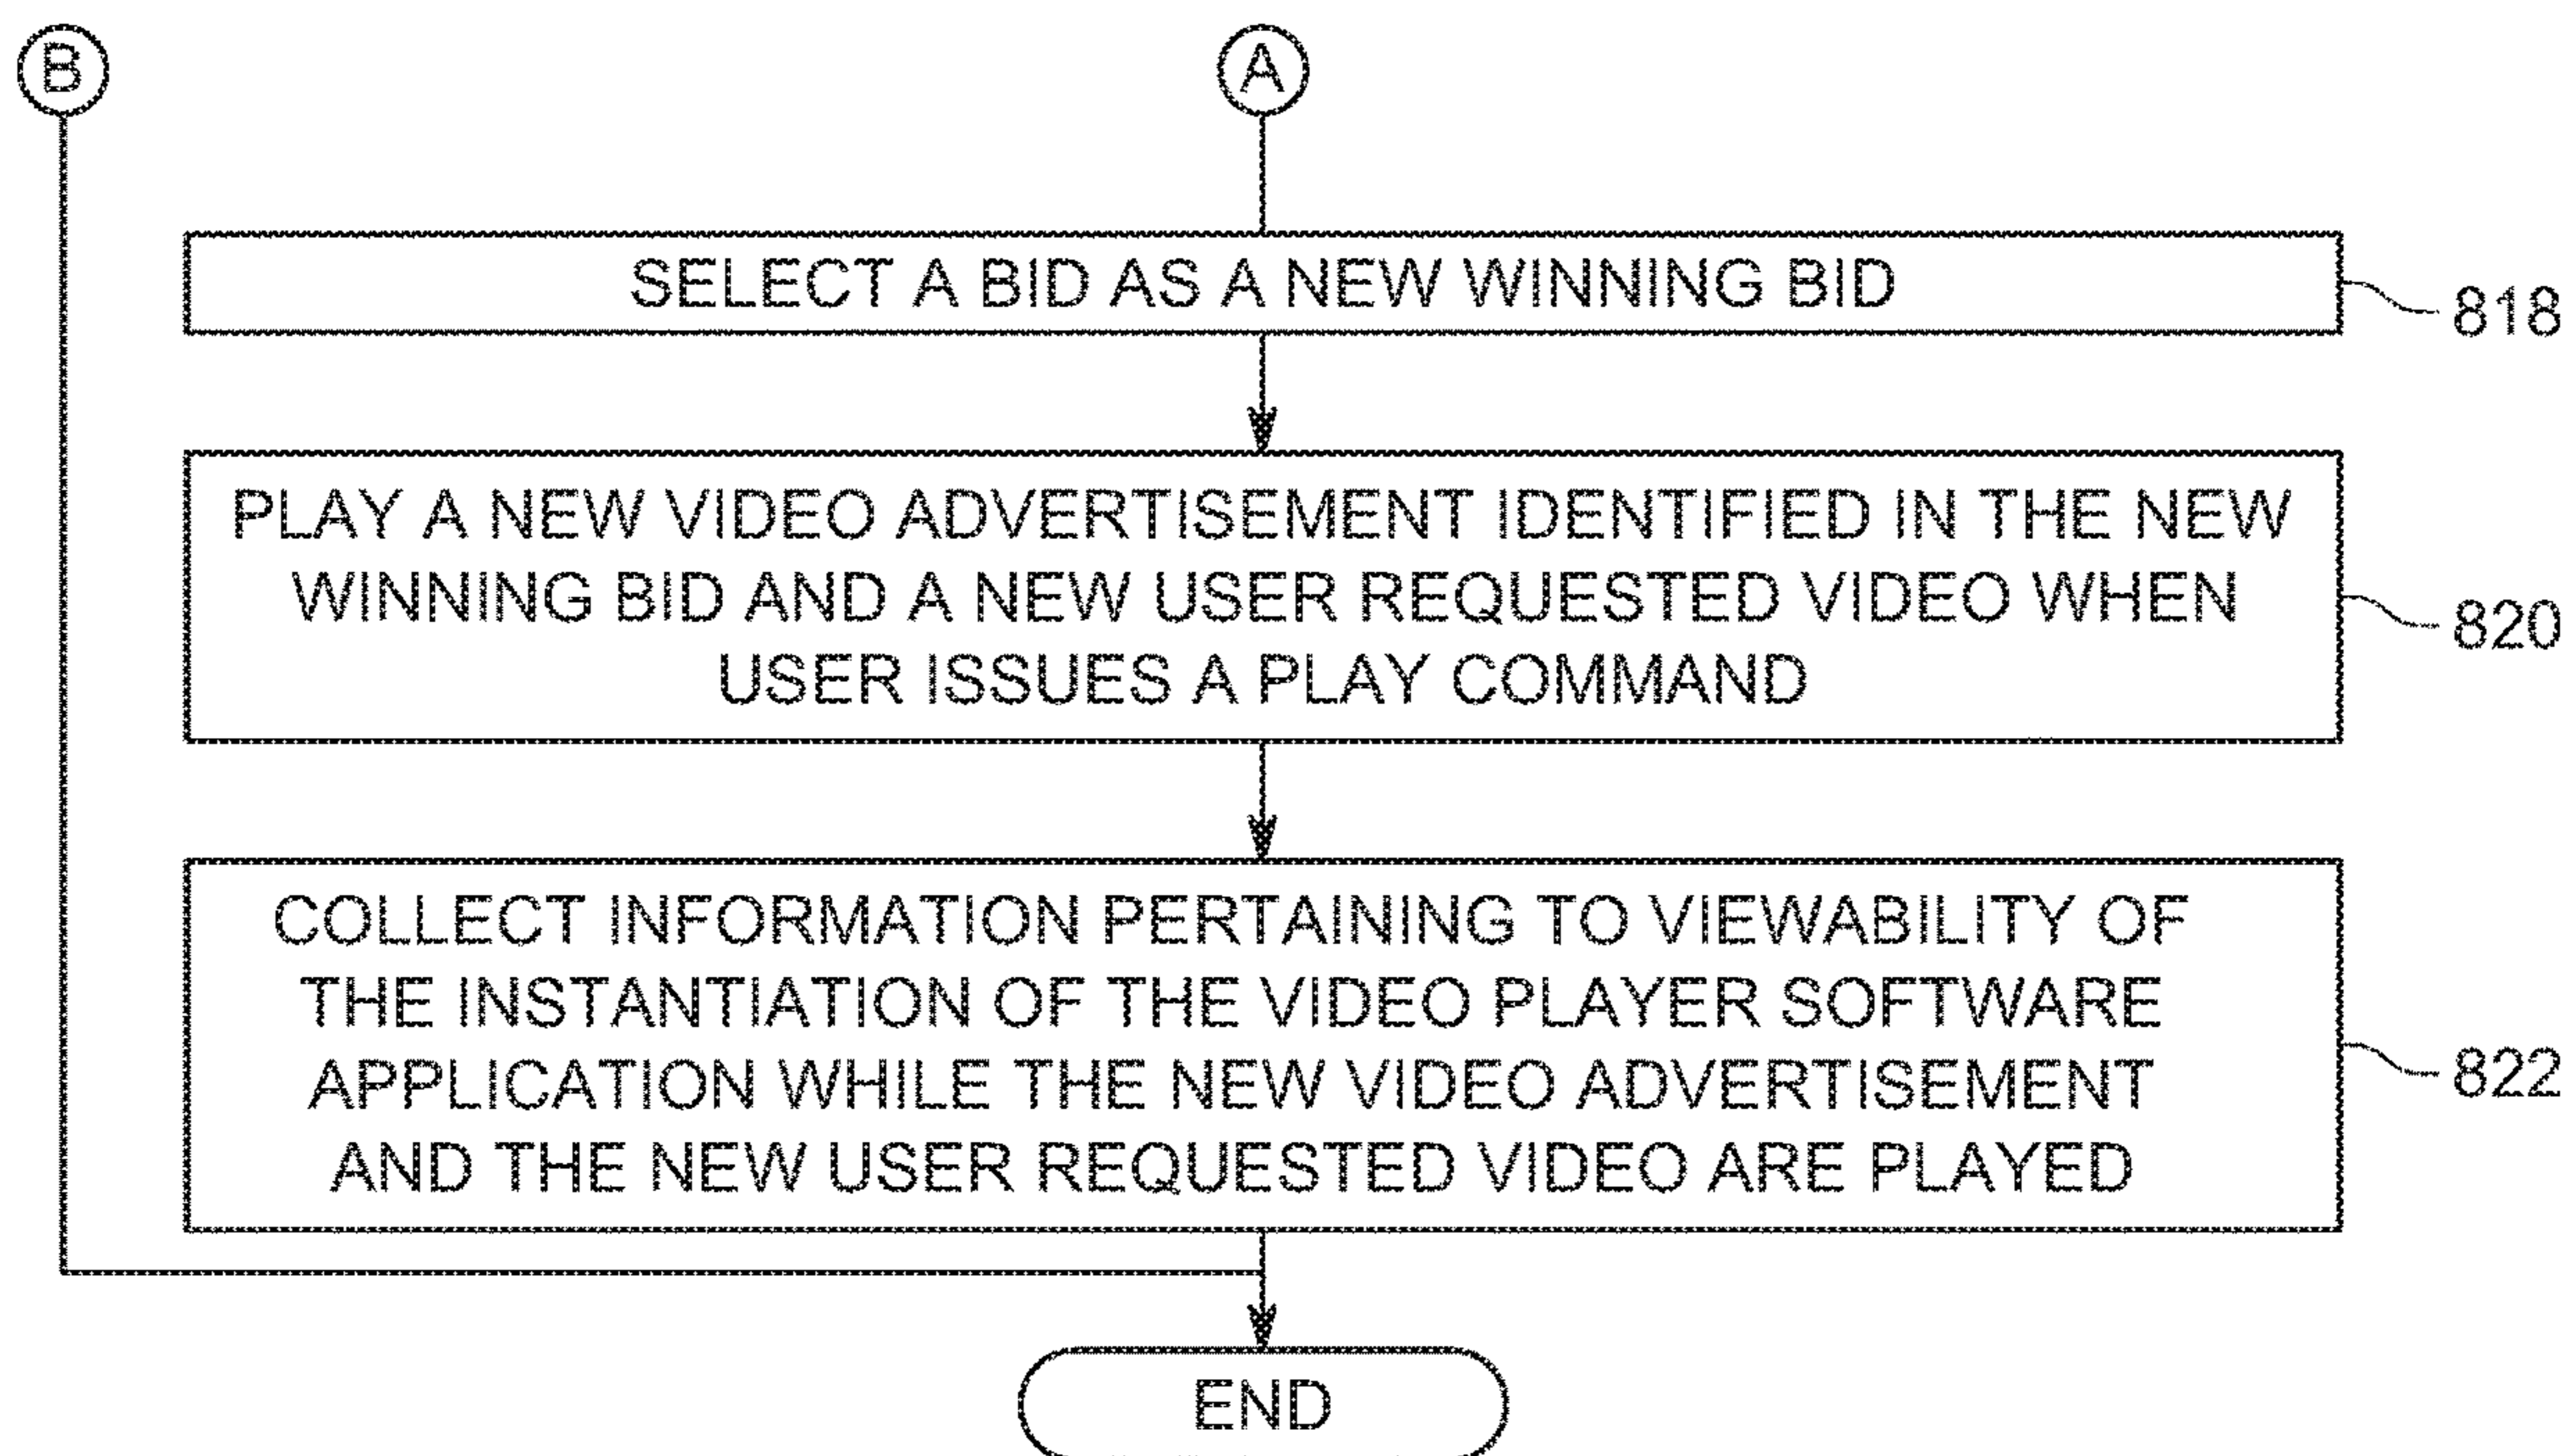 B
A
SELECT A BID AS A NEW WINNING BID
818
PLAY A NEW VIDEO ADVERTISEMENT IDENTIFIED IN THE NEW
WINNING BID AND A NEW USER REQUESTED VIDEO WHEN
USER ISSUES A PLAY COMMAND
820
COLLECT INFORMATION PERTAINING TO VIEWABILITY OF
THE INSTANTIATION OF THE VIDEO PLAYER SOFTWARE
APPLICATION WHILE THE NEW VIDEO ADVERTISEMENT
AND THE NEW USER REQUESTED VIDEO ARE PLAYED
822
END